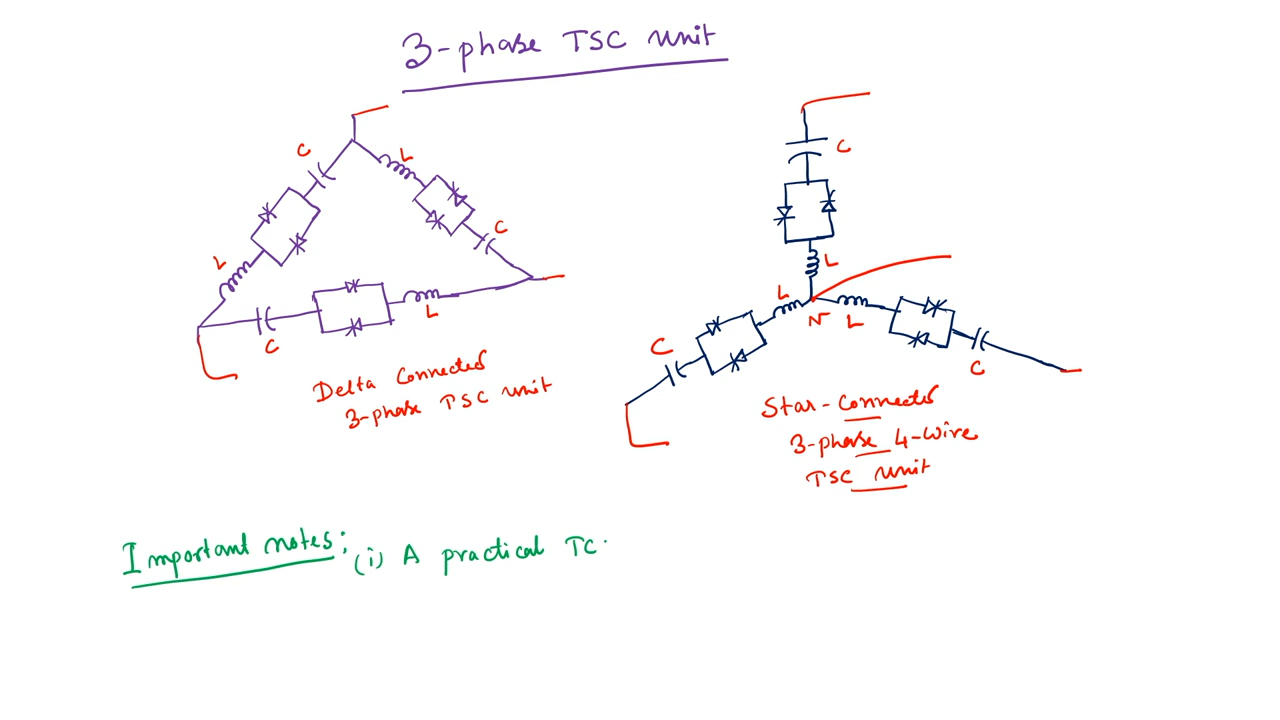 3-phase TSC unit
C
L
L
C
C
L
Delta Connected
3-phase TSC unit
C
L
L
N
L
C
C
Star-Connected
3-phase 4-wire
TSC unit
Important notes: (i) A practical TC